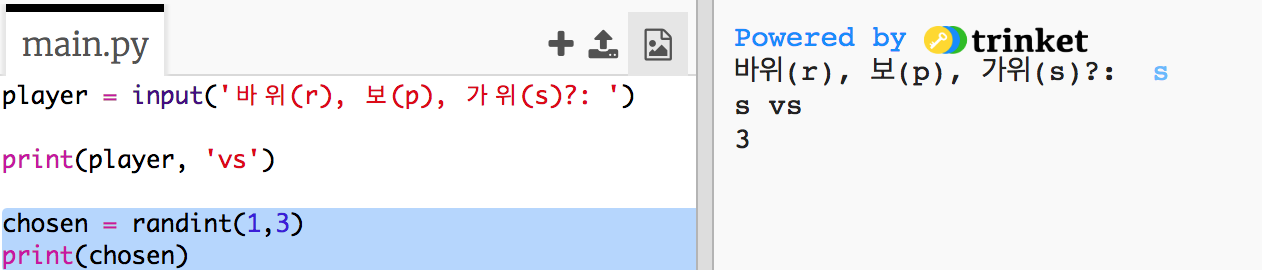 main.py
player = input('바위(r), 보(p), 가위(s)?: ')
print(player, 'vs')
chosen = randint(1,3)
print(chosen)
Powered by trinket
바위(r), 보(p), 가위(s)?: s
s vs
3